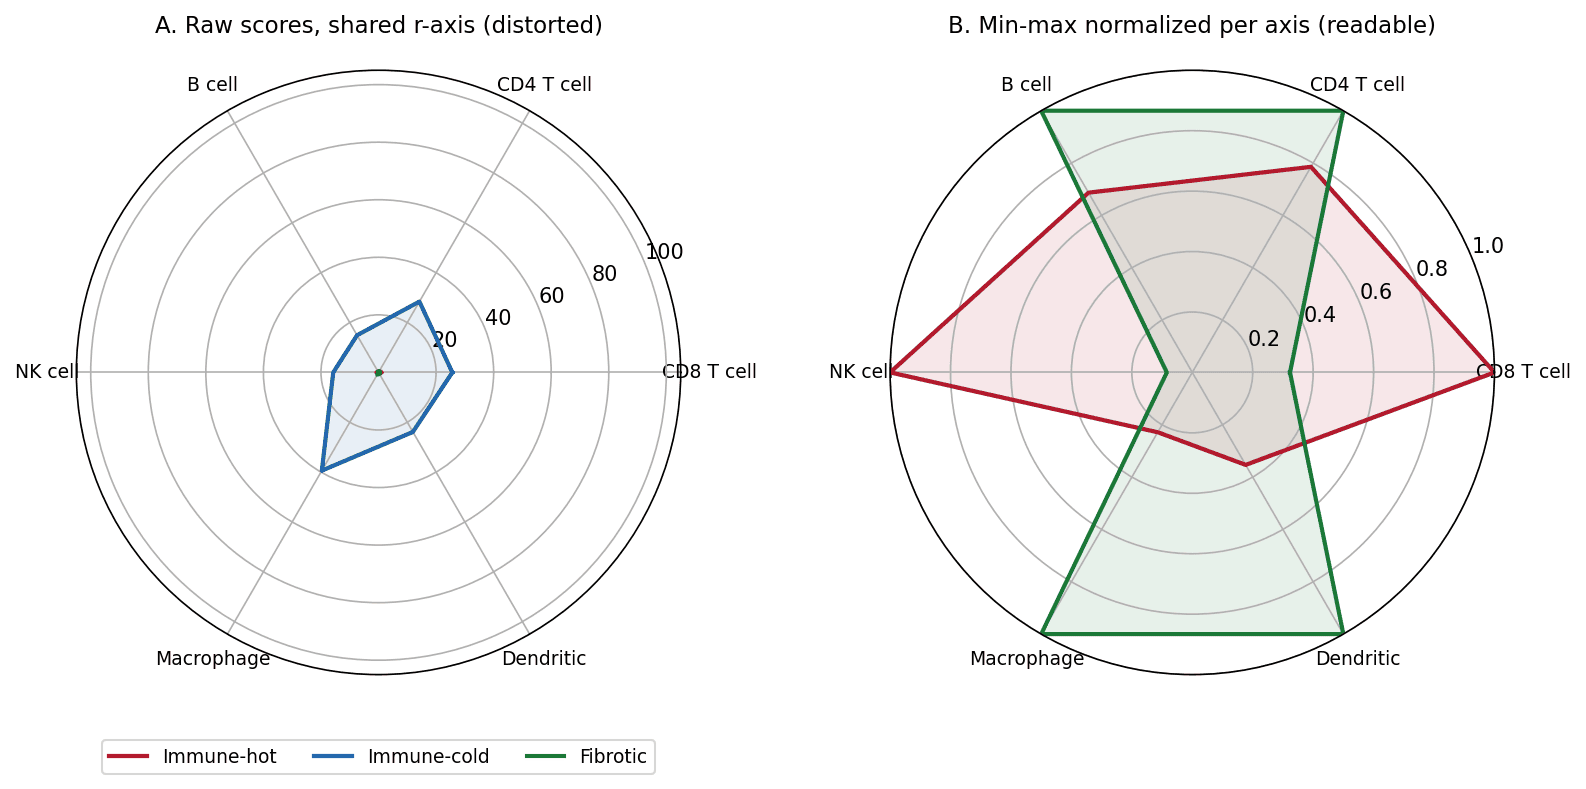 A. Raw scores, shared r-axis (distorted)
B cell
CD4 T cell
NK cell
CD8 T cell
Macrophage
Dendritic
20
40
60
80
100
Immune-hot
Immune-cold
Fibrotic
B. Min-max normalized per axis (readable)
B cell
CD4 T cell
NK cell
CD8 T cell
Macrophage
Dendritic
0.2
0.4
0.6
0.8
1.0